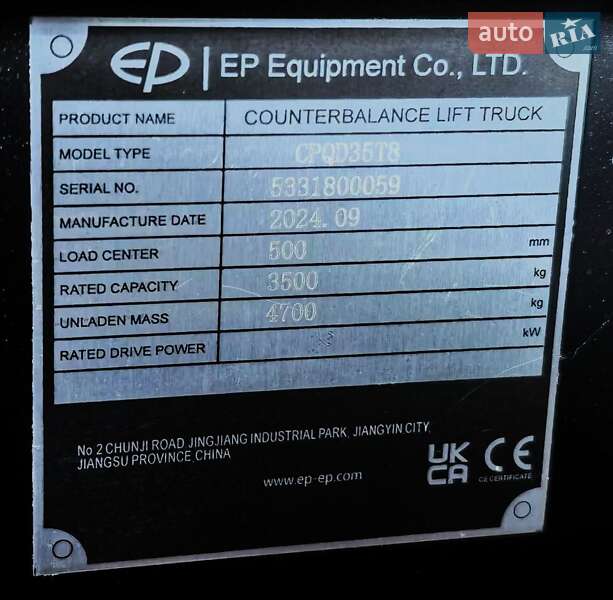 auto RIA.com
EP | EP Equipment Co., LTD.
PRODUCT NAME COUNTERBALANCE LIFT TRUCK
MODEL TYPE CPQD35T8
SERIAL NO. 5331800059
MANUFACTURE DATE 2024.09
LOAD CENTER 500 mm
RATED CAPACITY 3500 kg
UNLADEN MASS 4700 kg
RATED DRIVE POWER kW
No 2 CHUNJI ROAD JINGJIANG INDUSTRIAL PARK, JIANGYIN CITY,
JIANGSU PROVINCE,CHINA
www.ep-ep.com
UK
CA CE
CE CERTIFICATE